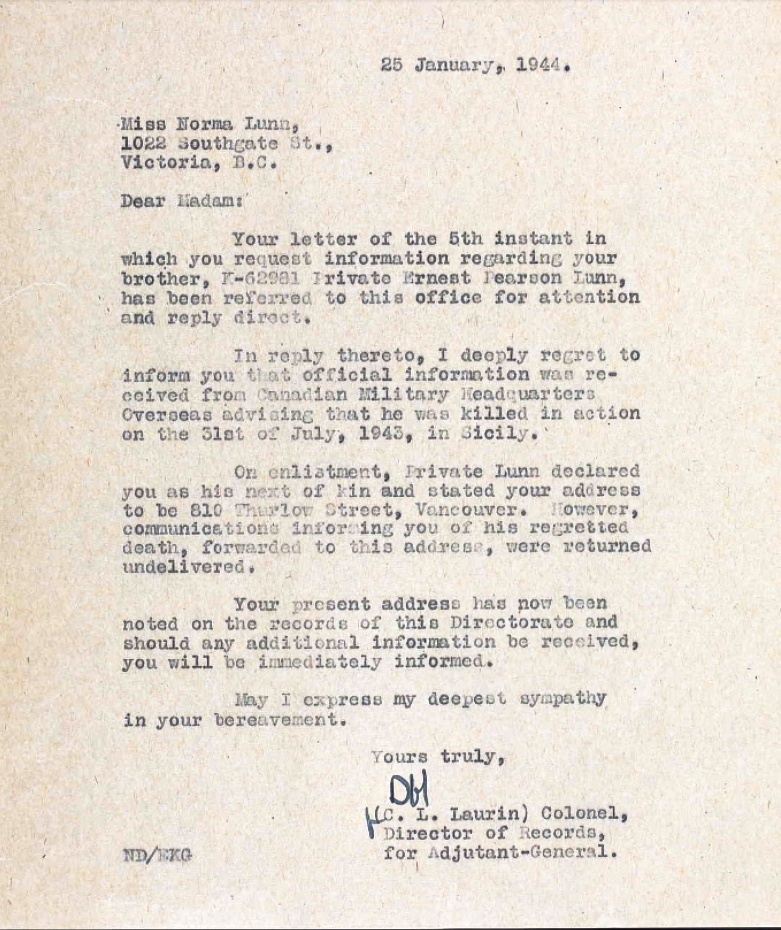 25 January, 1944.
Miss Norma Lunn,
1022 Southgate St.,
Victoria, B.C.
Dear Madam:
Your letter of the 5th instant in
which you request information regarding your
brother, K-62981 Private Ernest Pearson Lunn,
has been referred to this office for attention
and reply direct.
In reply thereto, I deeply regret to
inform you that official information was re-
ceived from Canadian Military Headquarters
Overseas advising that he was killed in action
on the 31st of July, 1943, in Sicily.
On enlistment, Private Lunn declared
you as his next of kin and stated your address
to be 810 Thurlow Street, Vancouver. However,
communications informing you of his regretted
death, forwarded to this address, were returned
undelivered.
Your present address has now been
noted on the records of this Directorate and
should any additional information be received,
you will be immediately informed.
May I express my deepest sympathy
in your bereavement.
Yours truly,
(C. L. Laurin) Colonel,
Director of Records,
ND/EKG for Adjutant-General.